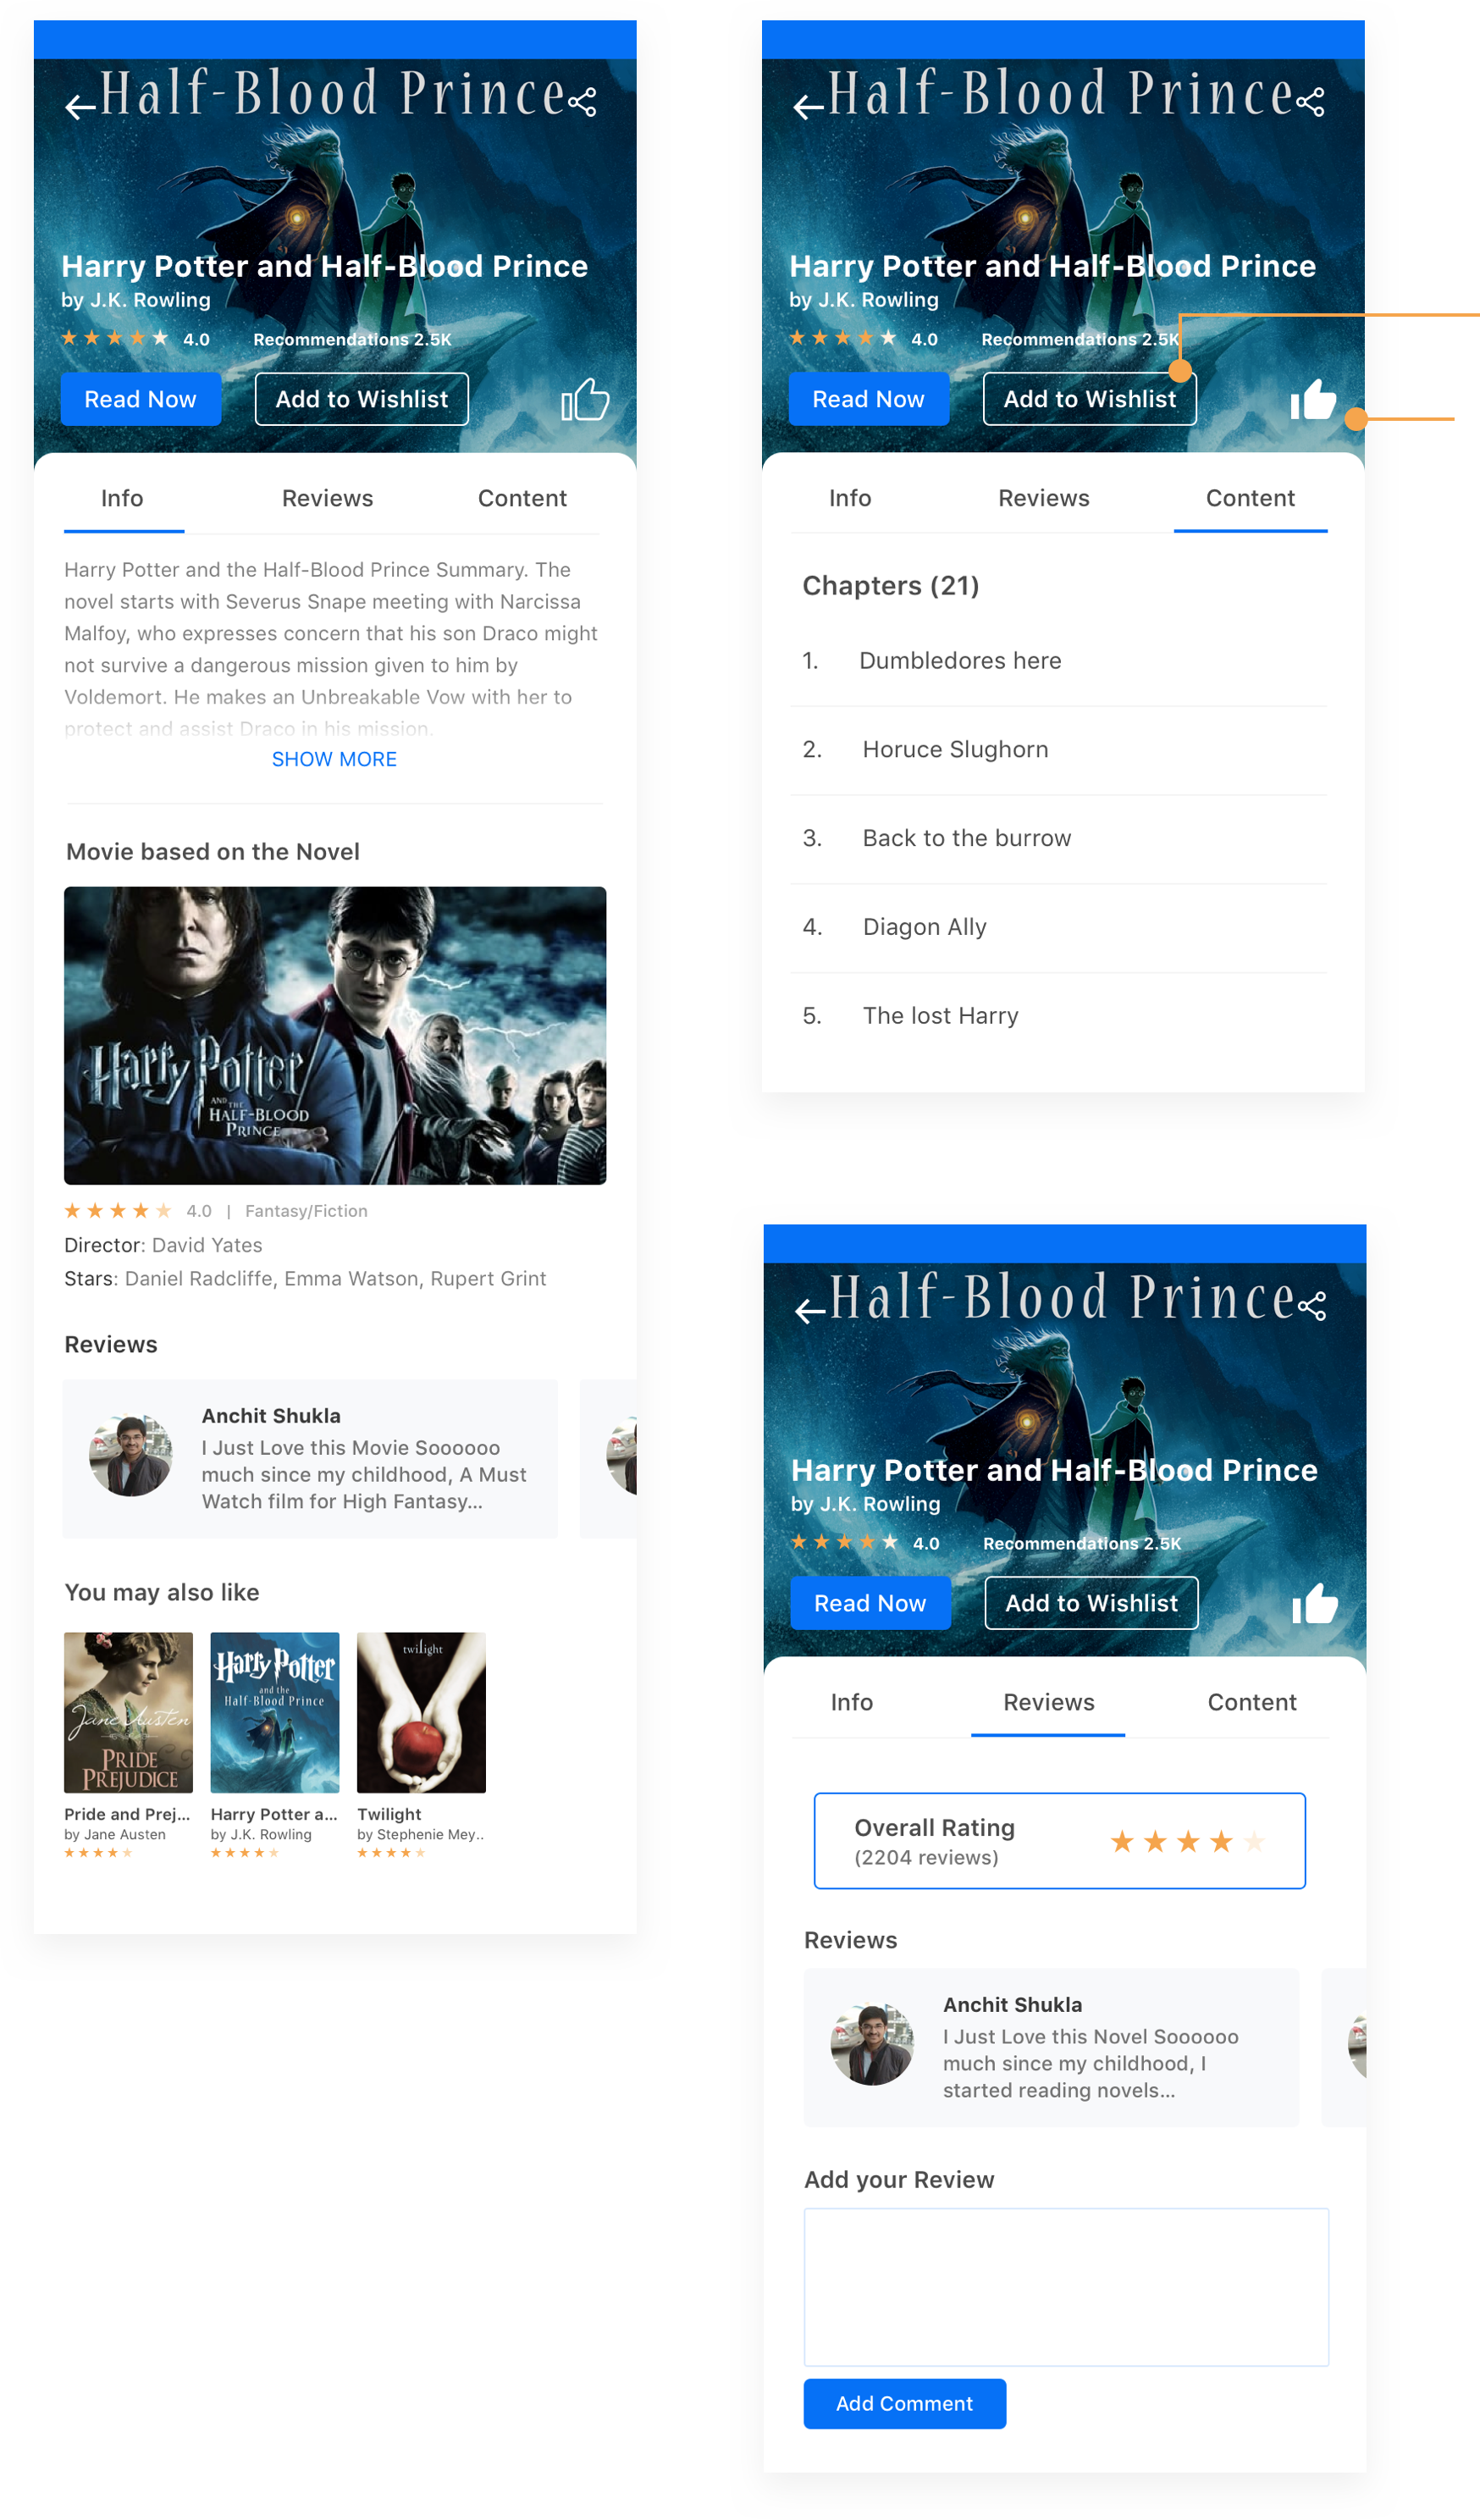 Half-Blood Prince
Harry Potter and Half-Blood Prince
by J.K. Rowling
4.0 Recommendations 2.5K
Read Now Add to Wishlist
Info Reviews Content
Harry Potter and the Half-Blood Prince Summary. The
novel starts with Severus Snape meeting with Narcissa
Malfoy, who expresses concern that his son Draco might
not survive a dangerous mission given to him by
Voldemort. He makes an Unbreakable Vow with her to
protect and assist Draco in his mission.
SHOW MORE
Movie based on the Novel
Harry Potter
AND THE
HALF-BLOOD
PRINCE
4.0 | Fantasy/Fiction
Director: David Yates
Stars: Daniel Radcliffe, Emma Watson, Rupert Grint
Reviews
Anchit Shukla
I Just Love this Movie Soooooo
much since my childhood, A Must
Watch film for High Fantasy...
You may also like
Jane Austen
PRIDE
PREJUDICE
Harry Potter
and the
Half-Blood Prince
twilight
Pride and Prej... Harry Potter a... Twilight
by Jane Austen by J.K. Rowling by Stephenie Mey..
Half-Blood Prince
Harry Potter and Half-Blood Prince
by J.K. Rowling
4.0 Recommendations 2.5K
Read Now Add to Wishlist
Info Reviews Content
Chapters (21)
1. Dumbledores here
2. Horuce Slughorn
3. Back to the burrow
4. Diagon Ally
5. The lost Harry
Half-Blood Prince
Harry Potter and Half-Blood Prince
by J.K. Rowling
4.0 Recommendations 2.5K
Read Now Add to Wishlist
Info Reviews Content
Overall Rating
(2204 reviews)
Reviews
Anchit Shukla
I Just Love this Novel Soooooo
much since my childhood, I
started reading novels...
Add your Review
Add Comment